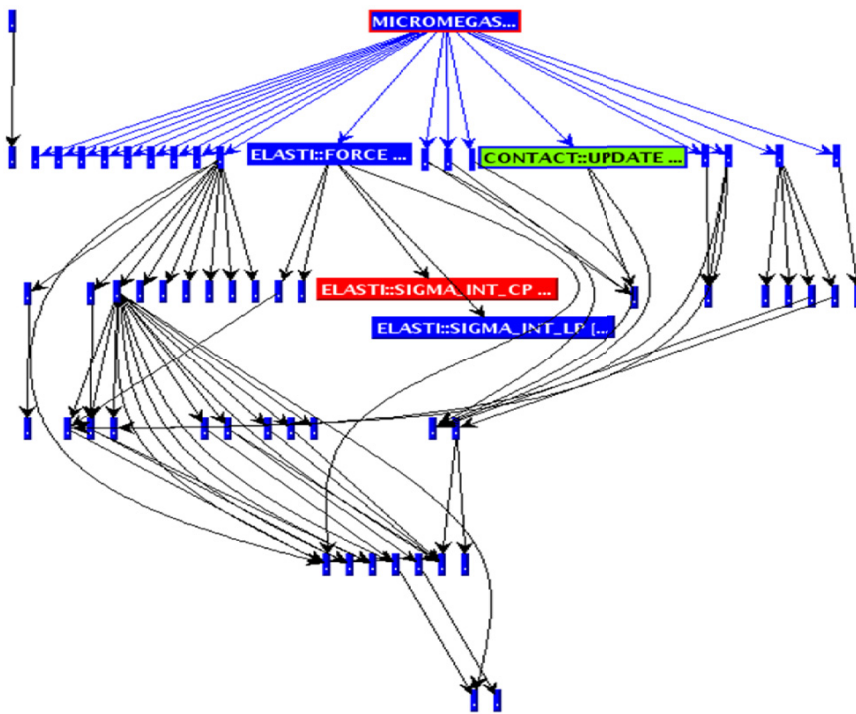 MICROMEGAS...
ELASTI::FORCE ...
CONTACT::UPDATE ...
ELASTI::SIGMA_INT_CP ...
ELASTI::SIGMA_INT_LP [...